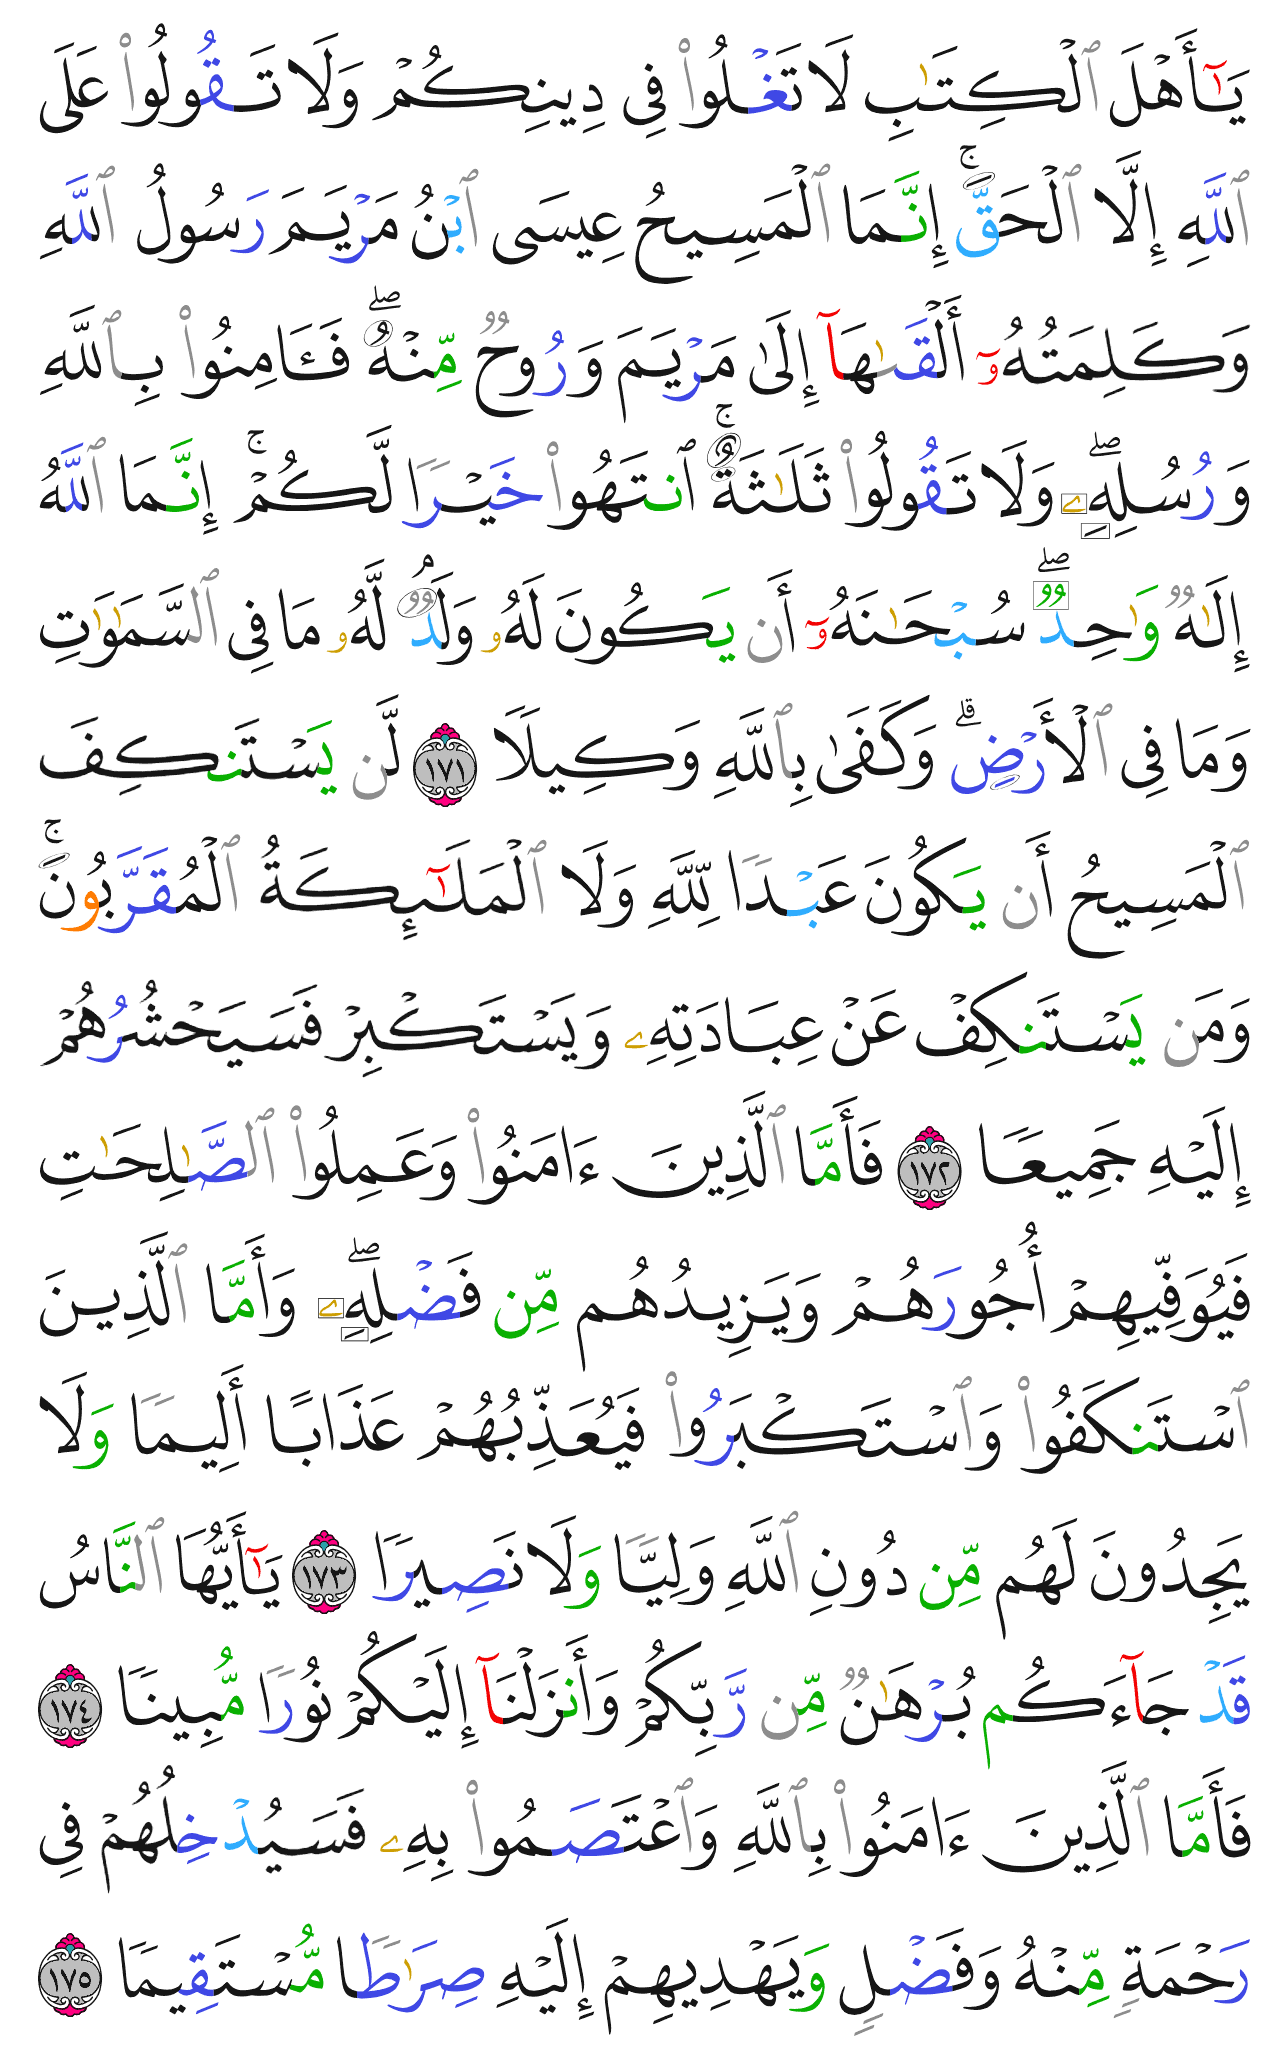 يَـٰٓأَهْلَ ٱلْكِتَـٰبِ لَا تَغْلُوا۟ فِى دِينِكُمْ وَلَا تَقُولُوا۟ عَلَى
ٱللَّهِ إِلَّا ٱلْحَقَّ ۚ إِنَّمَا ٱلْمَسِيحُ عِيسَى ٱبْنُ مَرْيَمَ رَسُولُ ٱللَّهِ
وَكَلِمَتُهُۥٓ أَلْقَىٰهَآ إِلَىٰ مَرْيَمَ وَرُوحٌ مِّنْهُ ۖ فَـَٔامِنُوا۟ بِٱللَّهِ
وَرُسُلِهِۦ ۖ وَلَا تَقُولُوا۟ ثَلَـٰثَةٌ ۚ ٱنتَهُوا۟ خَيْرًا لَّكُمْ ۚ إِنَّمَا ٱللَّهُ
إِلَـٰهٌ وَٰحِدٌ ۖ سُبْحَـٰنَهُۥٓ أَن يَكُونَ لَهُۥ وَلَدٌ ۘ لَّهُۥ مَا فِى ٱلسَّمَـٰوَٰتِ
وَمَا فِى ٱلْأَرْضِ ۗ وَكَفَىٰ بِٱللَّهِ وَكِيلًا ١٧١ لَّن يَسْتَنكِفَ
ٱلْمَسِيحُ أَن يَكُونَ عَبْدًا لِّلَّهِ وَلَا ٱلْمَلَـٰٓئِكَةُ ٱلْمُقَرَّبُونَ ۚ
وَمَن يَسْتَنكِفْ عَنْ عِبَادَتِهِۦ وَيَسْتَكْبِرْ فَسَيَحْشُرُهُمْ
إِلَيْهِ جَمِيعًا ١٧٢ فَأَمَّا ٱلَّذِينَ ءَامَنُوا۟ وَعَمِلُوا۟ ٱلصَّـٰلِحَـٰتِ
فَيُوَفِّيهِمْ أُجُورَهُمْ وَيَزِيدُهُم مِّن فَضْلِهِۦ ۖ وَأَمَّا ٱلَّذِينَ
ٱسْتَنكَفُوا۟ وَٱسْتَكْبَرُوا۟ فَيُعَذِّبُهُمْ عَذَابًا أَلِيمًا وَلَا
يَجِدُونَ لَهُم مِّن دُونِ ٱللَّهِ وَلِيًّا وَلَا نَصِيرًا ١٧٣ يَـٰٓأَيُّهَا ٱلنَّاسُ
قَدْ جَآءَكُم بُرْهَـٰنٌ مِّن رَّبِّكُمْ وَأَنزَلْنَآ إِلَيْكُمْ نُورًا مُّبِينًا ١٧٤
فَأَمَّا ٱلَّذِينَ ءَامَنُوا۟ بِٱللَّهِ وَٱعْتَصَمُوا۟ بِهِۦ فَسَيُدْخِلُهُمْ فِى
رَحْمَةٍ مِّنْهُ وَفَضْلٍ وَيَهْدِيهِمْ إِلَيْهِ صِرَٰطًا مُّسْتَقِيمًا ١٧٥